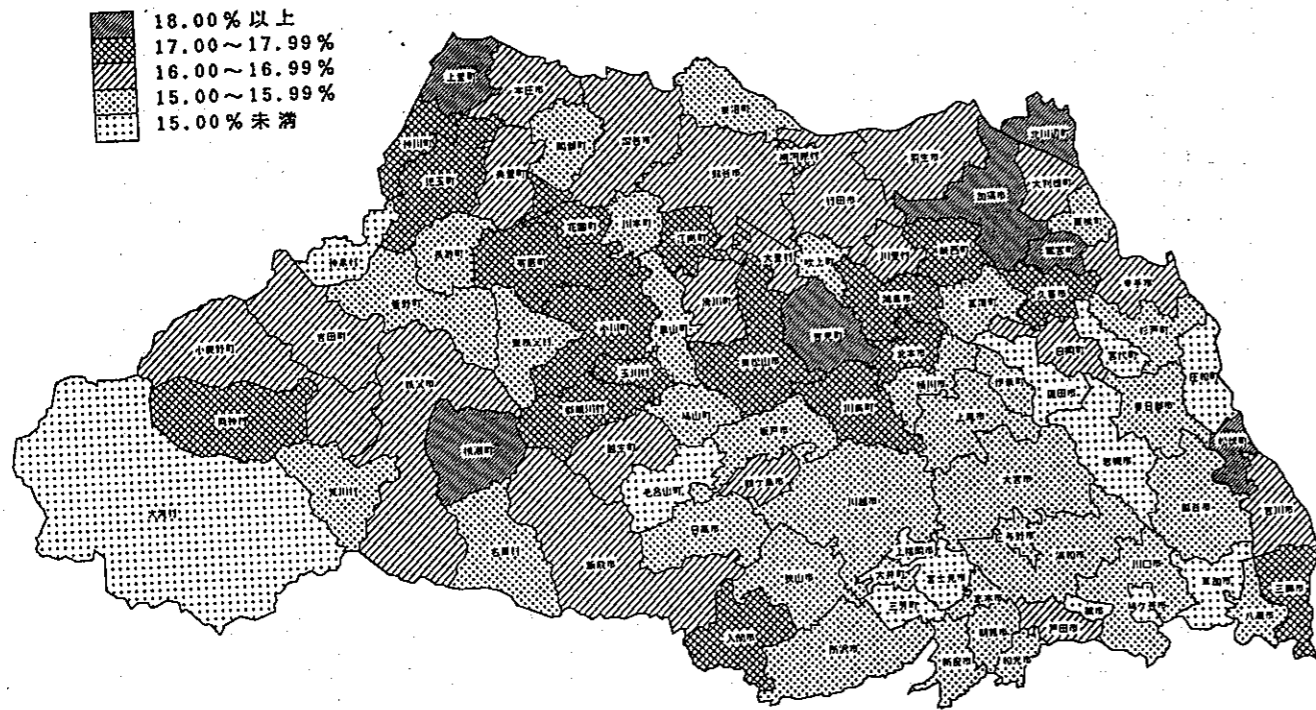 18.00%以上
17.00～17.99%
16.00～16.99%
15.00～15.99%
15.00%未満
上里町
本庄市
妻沼町
神川町
児玉町
美里町
岡部町
深谷市
熊谷市
南河原村
羽生市
北川辺町
加須市
大利根町
行田市
栗橋町
鷲宮町
花園町
川本町
江南町
大里村
吹上町
川里村
騎西町
神泉村
長瀞町
寄居町
鴻巣市
久喜市
幸手市
皆野町
滑川町
菖蒲町
吉田町
東秩父村
小川町
嵐山町
吉見町
杉戸町
小鹿野町
玉川村
東松山市
北本市
白岡町
宮代町
庄和町
秩父市
両神村
都幾川村
鳩山町
川島町
桶川市
伊奈町
蓮田市
春日部市
横瀬町
越生町
坂戸市
上尾市
岩槻市
松伏町
大滝村
荒川村
毛呂山町
鶴ヶ島市
川越市
大宮市
越谷市
吉川市
名栗村
日高市
飯能市
狭山市
上福岡市
大井町
富士見市
三芳町
与野市
浦和市
川口市
草加市
三郷市
八潮市
入間市
所沢市
志木市
朝霞市
新座市
和光市
戸田市
蕨市
鳩ヶ谷市